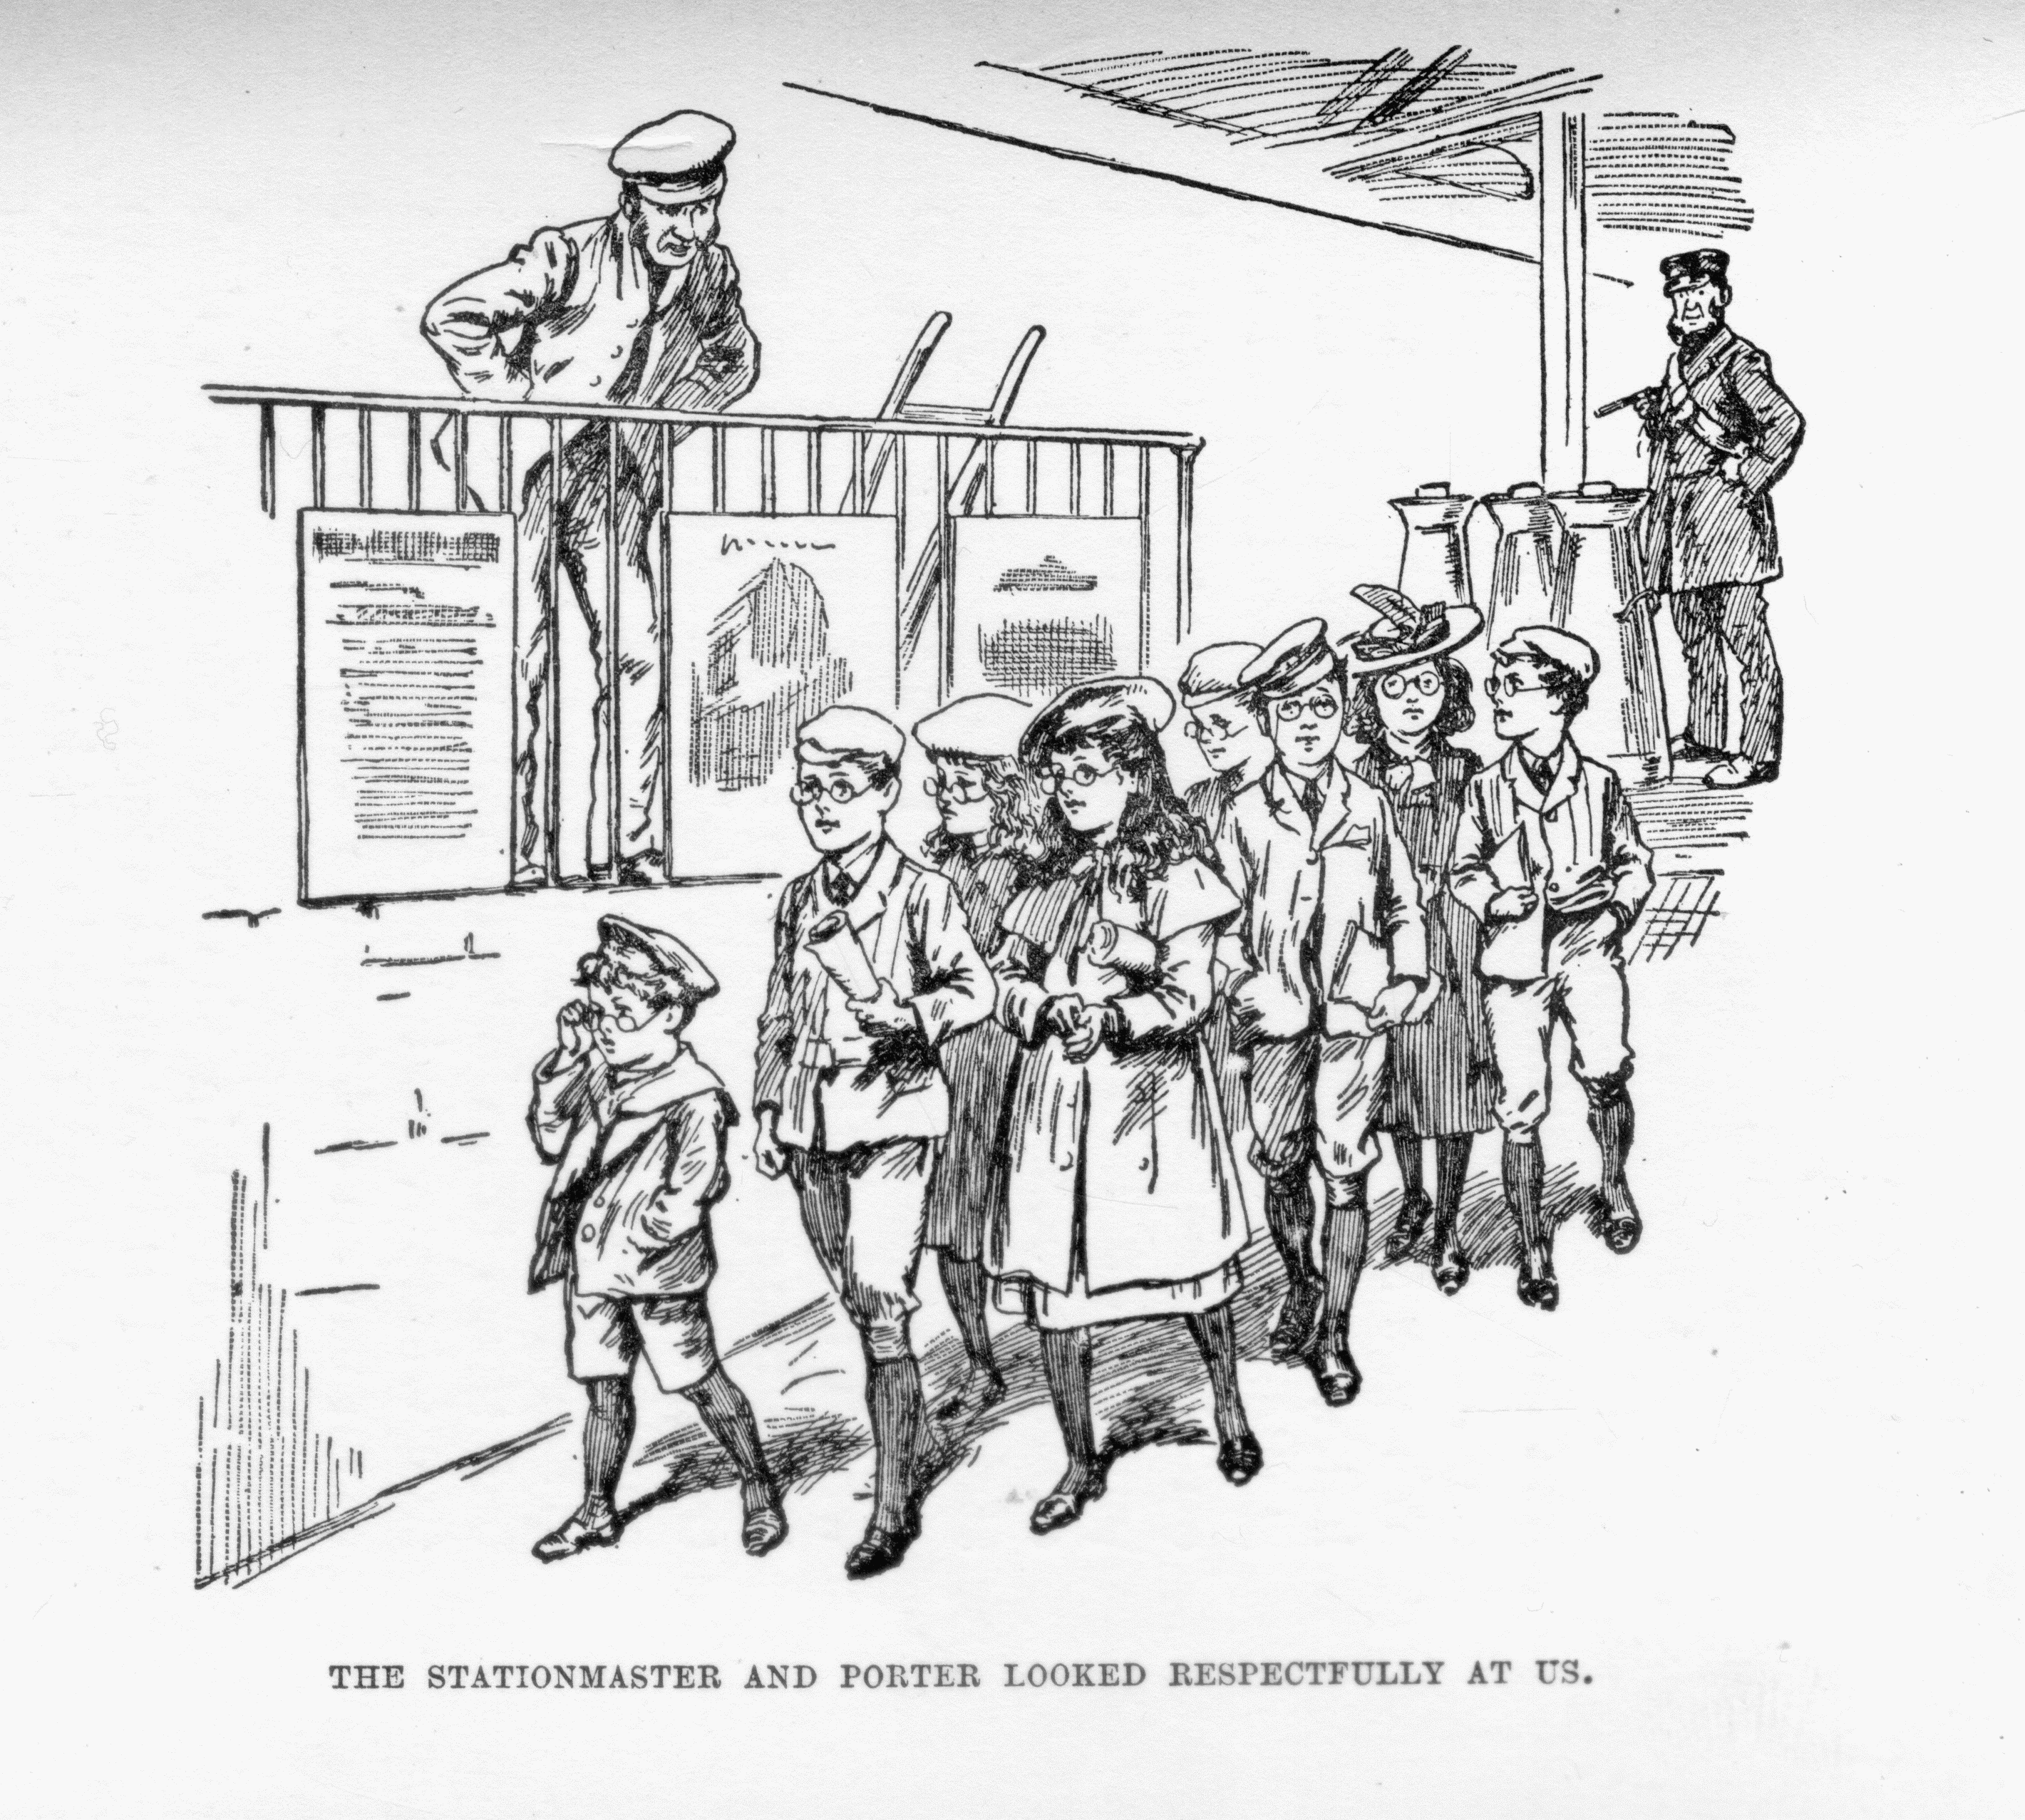 THE STATIONMASTER AND PORTER LOOKED RESPECTFULLY AT US.